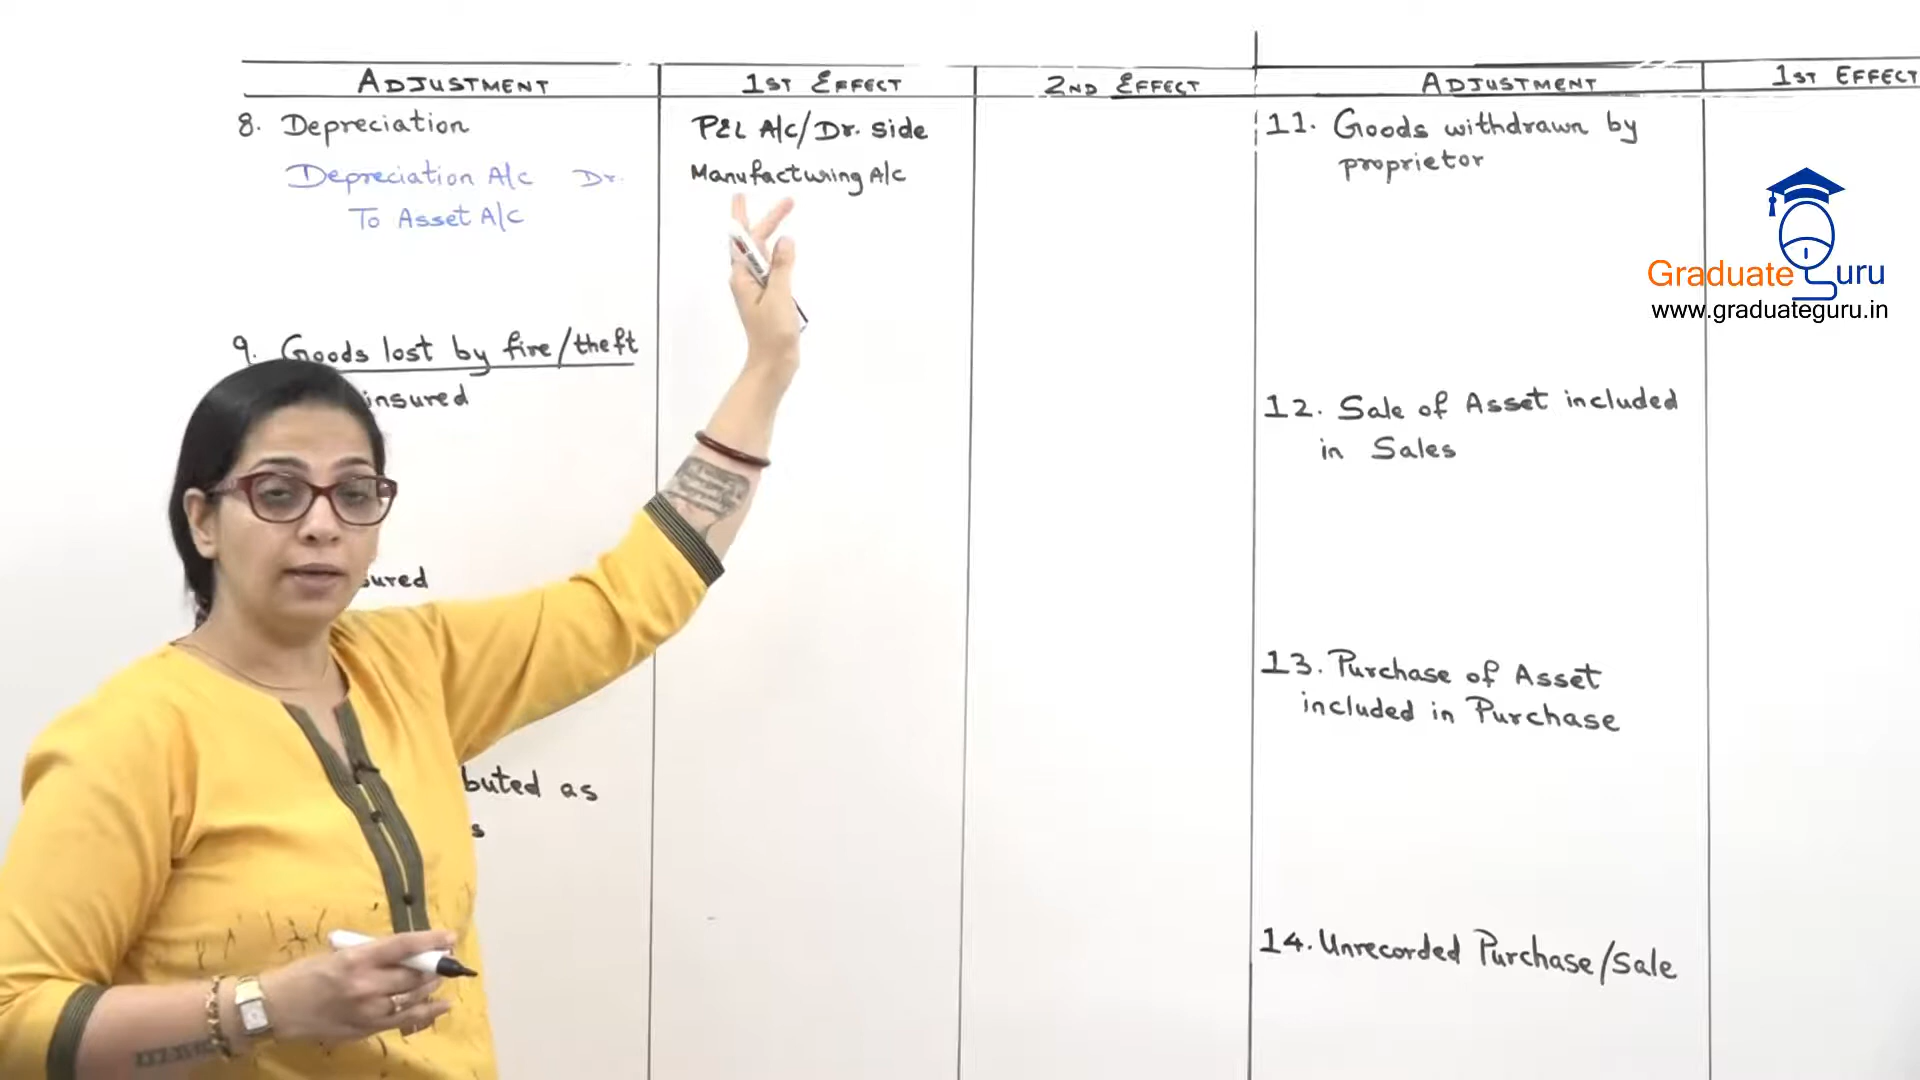 ADJUSTMENT
1ST EFFECT
2ND EFFECT
ADJUSTMENT
1ST EFFECT
8. Depreciation
Depreciation A/c Dr.
To Asset A/c
P&L A/c/Dr. side
Manufacturing A/c
9. Goods lost by fire/theft
insured
as
11. Goods withdrawn by
proprietor
12. Sale of Asset included
in Sales
13. Purchase of Asset
included in Purchase
14. Unrecorded Purchase/Sale
Graduate Guru
www.graduateguru.in